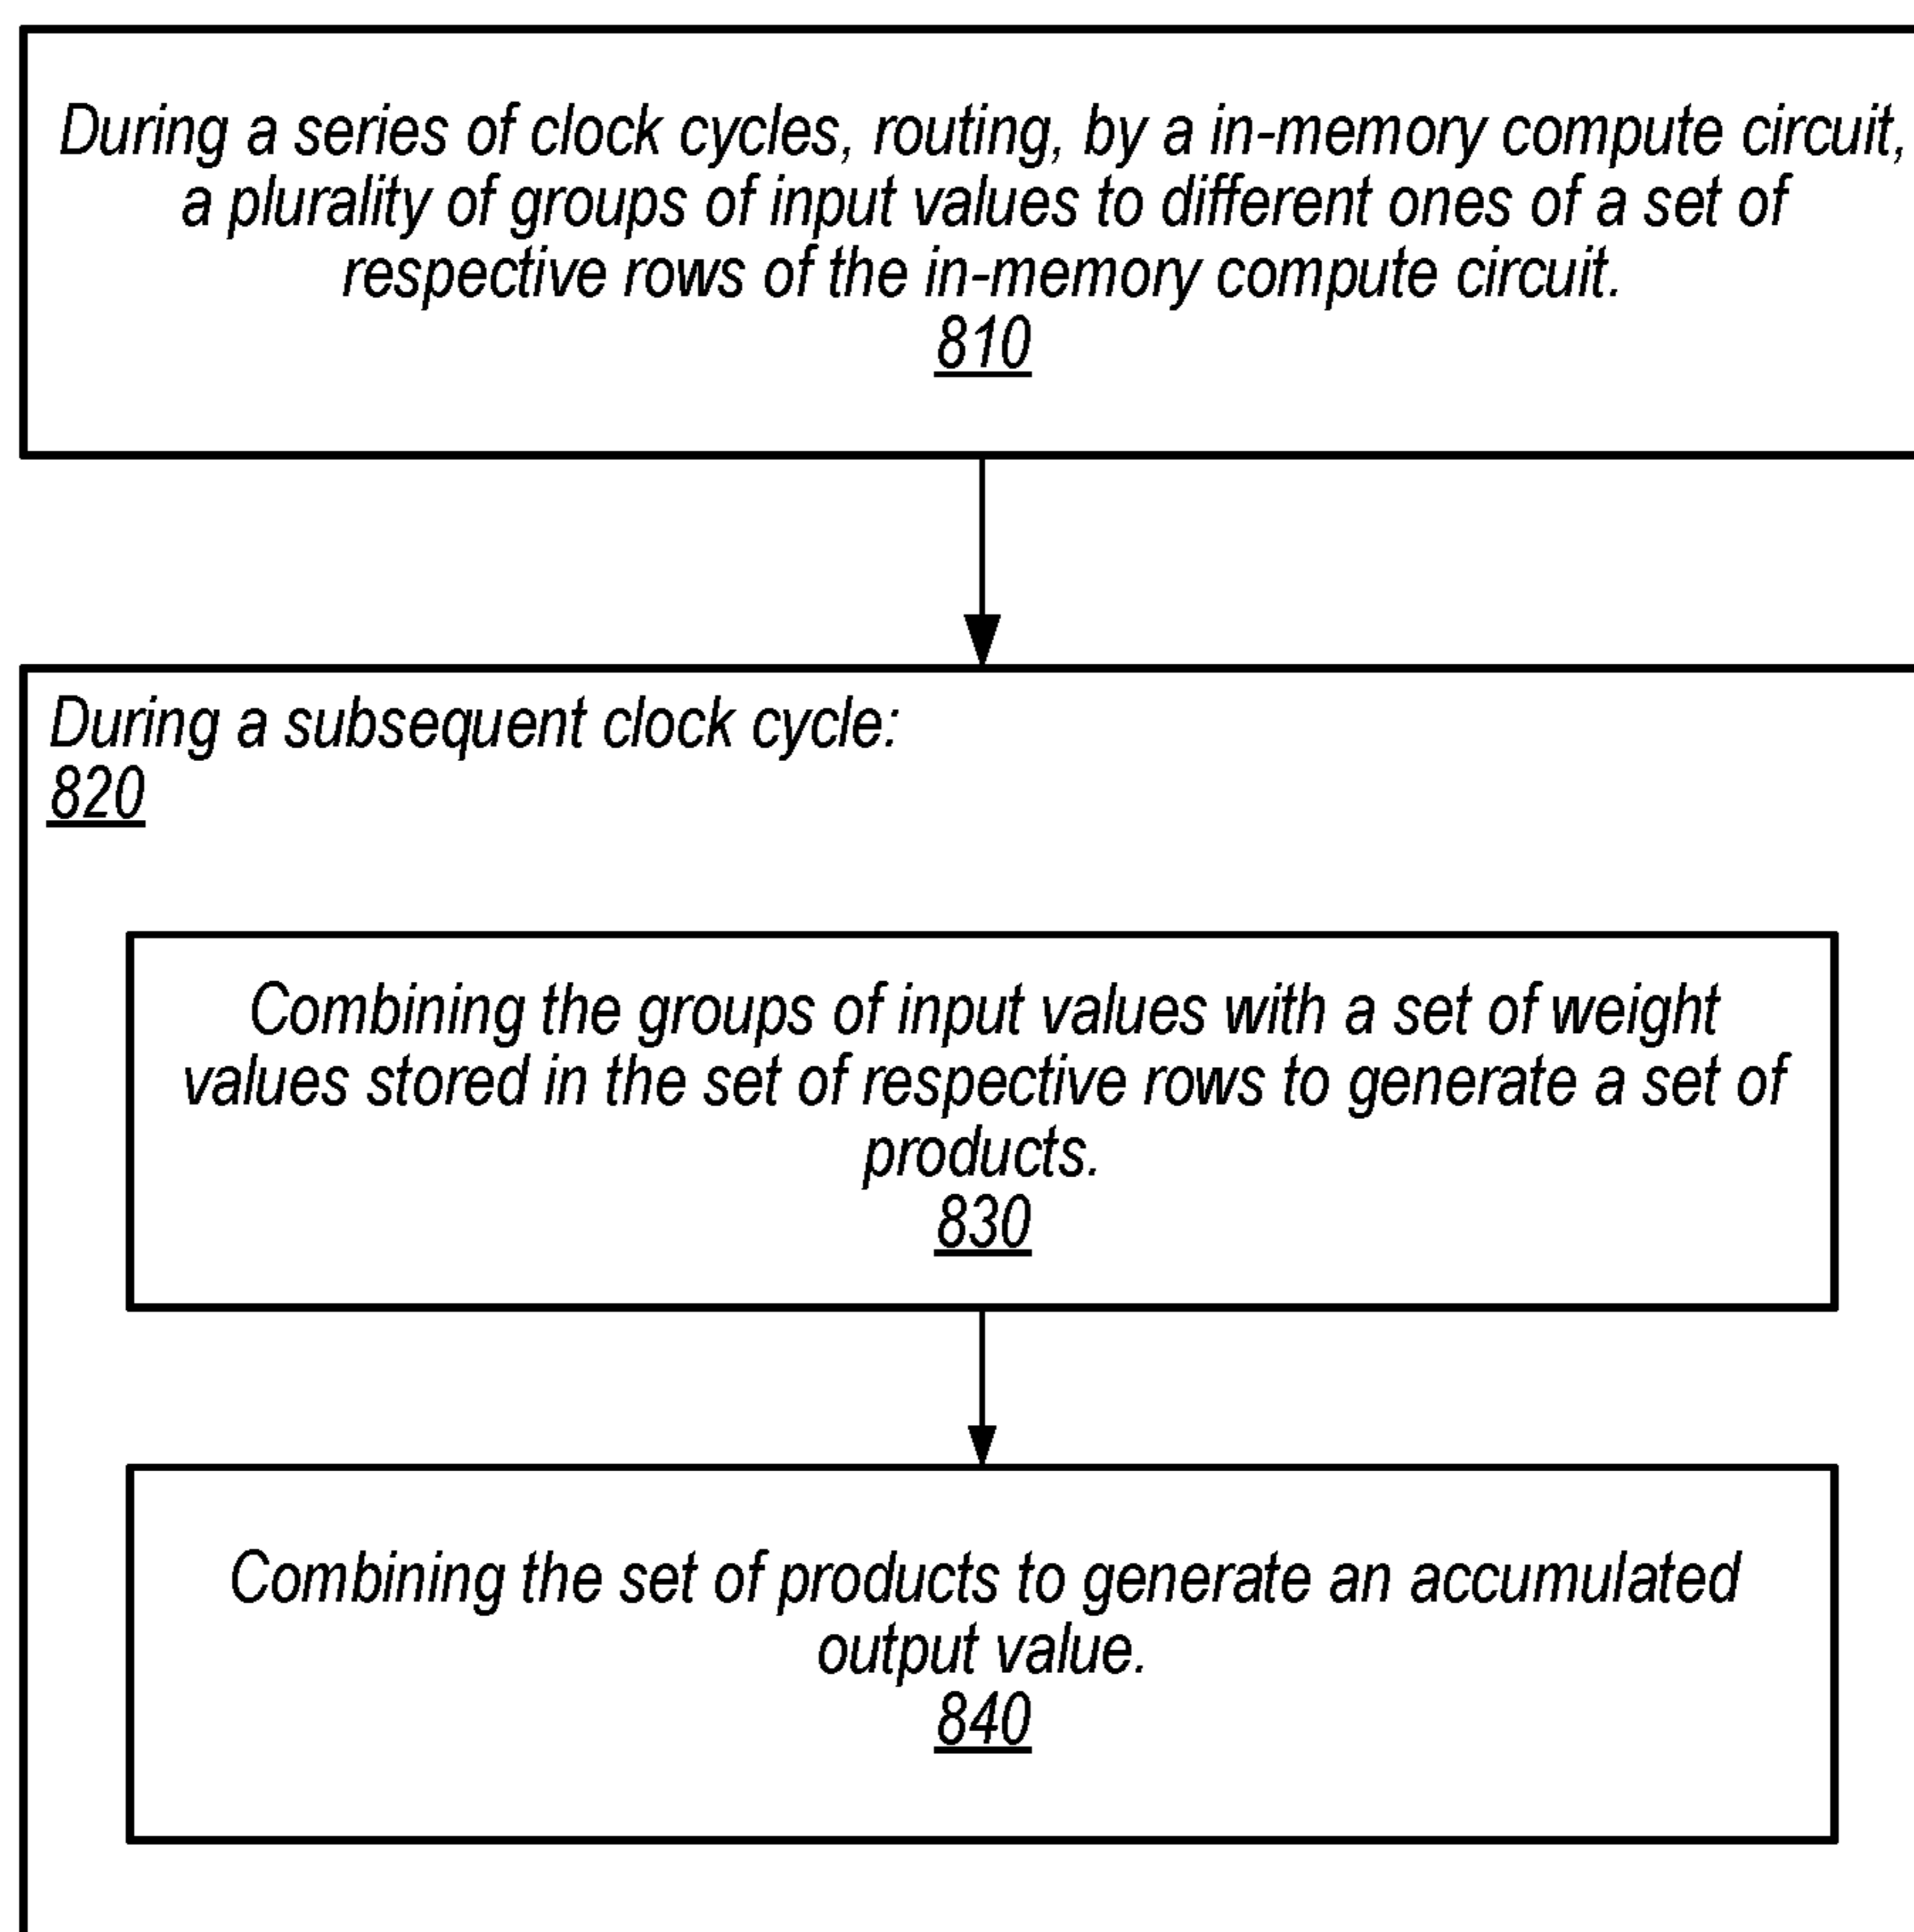 During a series of clock cycles, routing, by a in-memory compute circuit,
a plurality of groups of input values to different ones of a set of
respective rows of the in-memory compute circuit.
810
During a subsequent clock cycle:
820
Combining the groups of input values with a set of weight
values stored in the set of respective rows to generate a set of
products.
830
Combining the set of products to generate an accumulated
output value.
840